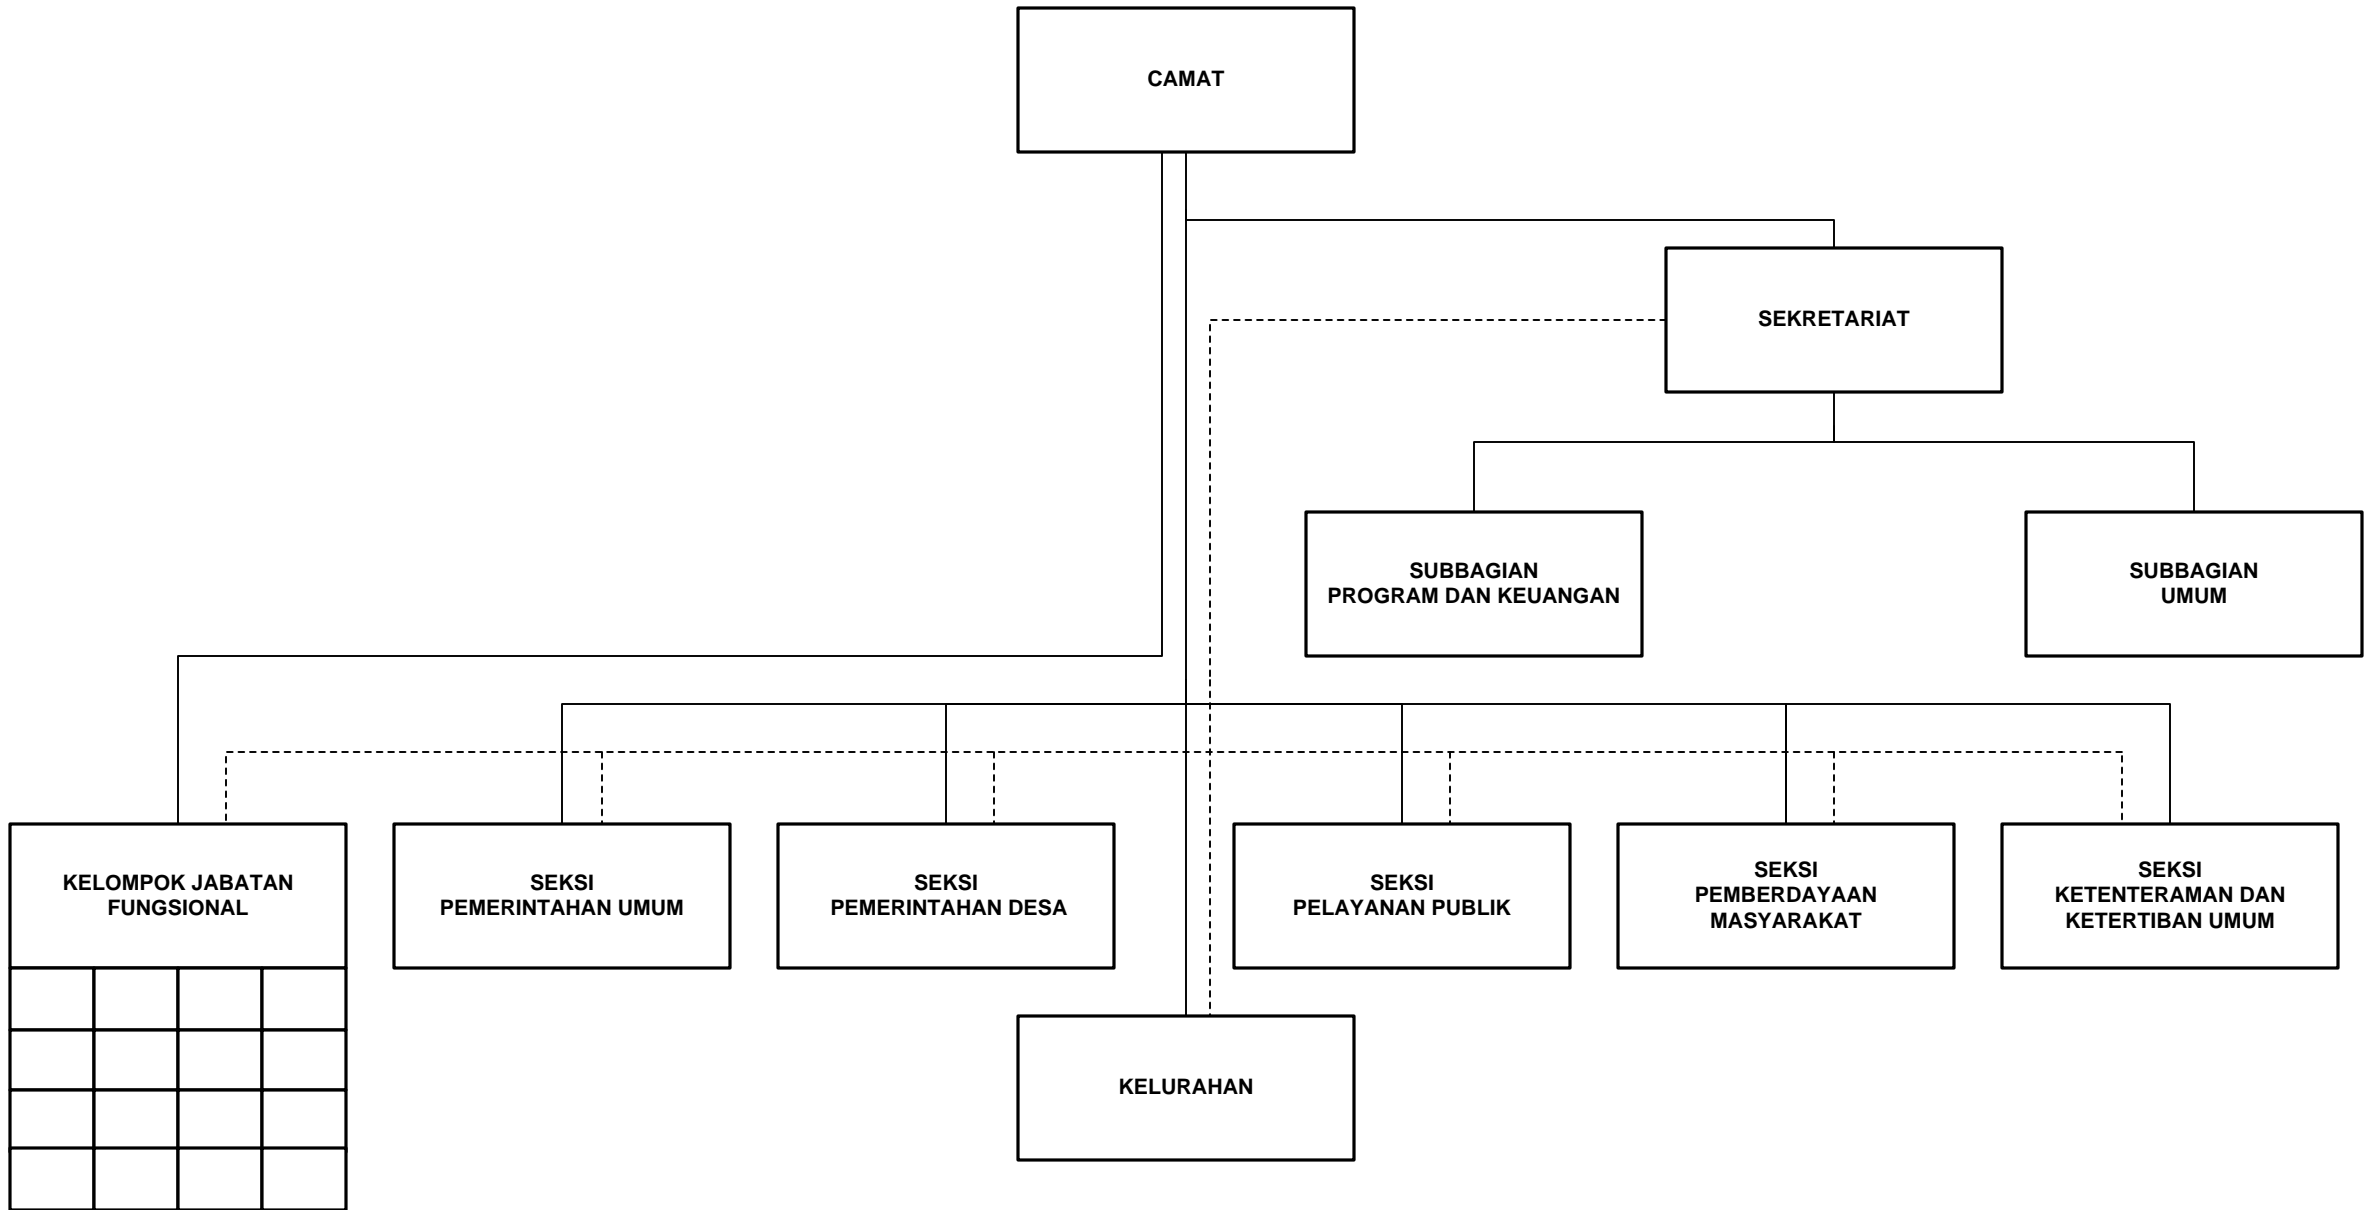 CAMAT
SEKRETARIAT
SUBBAGIAN
PROGRAM DAN KEUANGAN
SUBBAGIAN
UMUM
KELOMPOK JABATAN
FUNGSIONAL
SEKSI
PEMERINTAHAN UMUM
SEKSI
PEMERINTAHAN DESA
SEKSI
PELAYANAN PUBLIK
SEKSI
PEMBERDAYAAN
MASYARAKAT
SEKSI
KETENTERAMAN DAN
KETERTIBAN UMUM
KELURAHAN